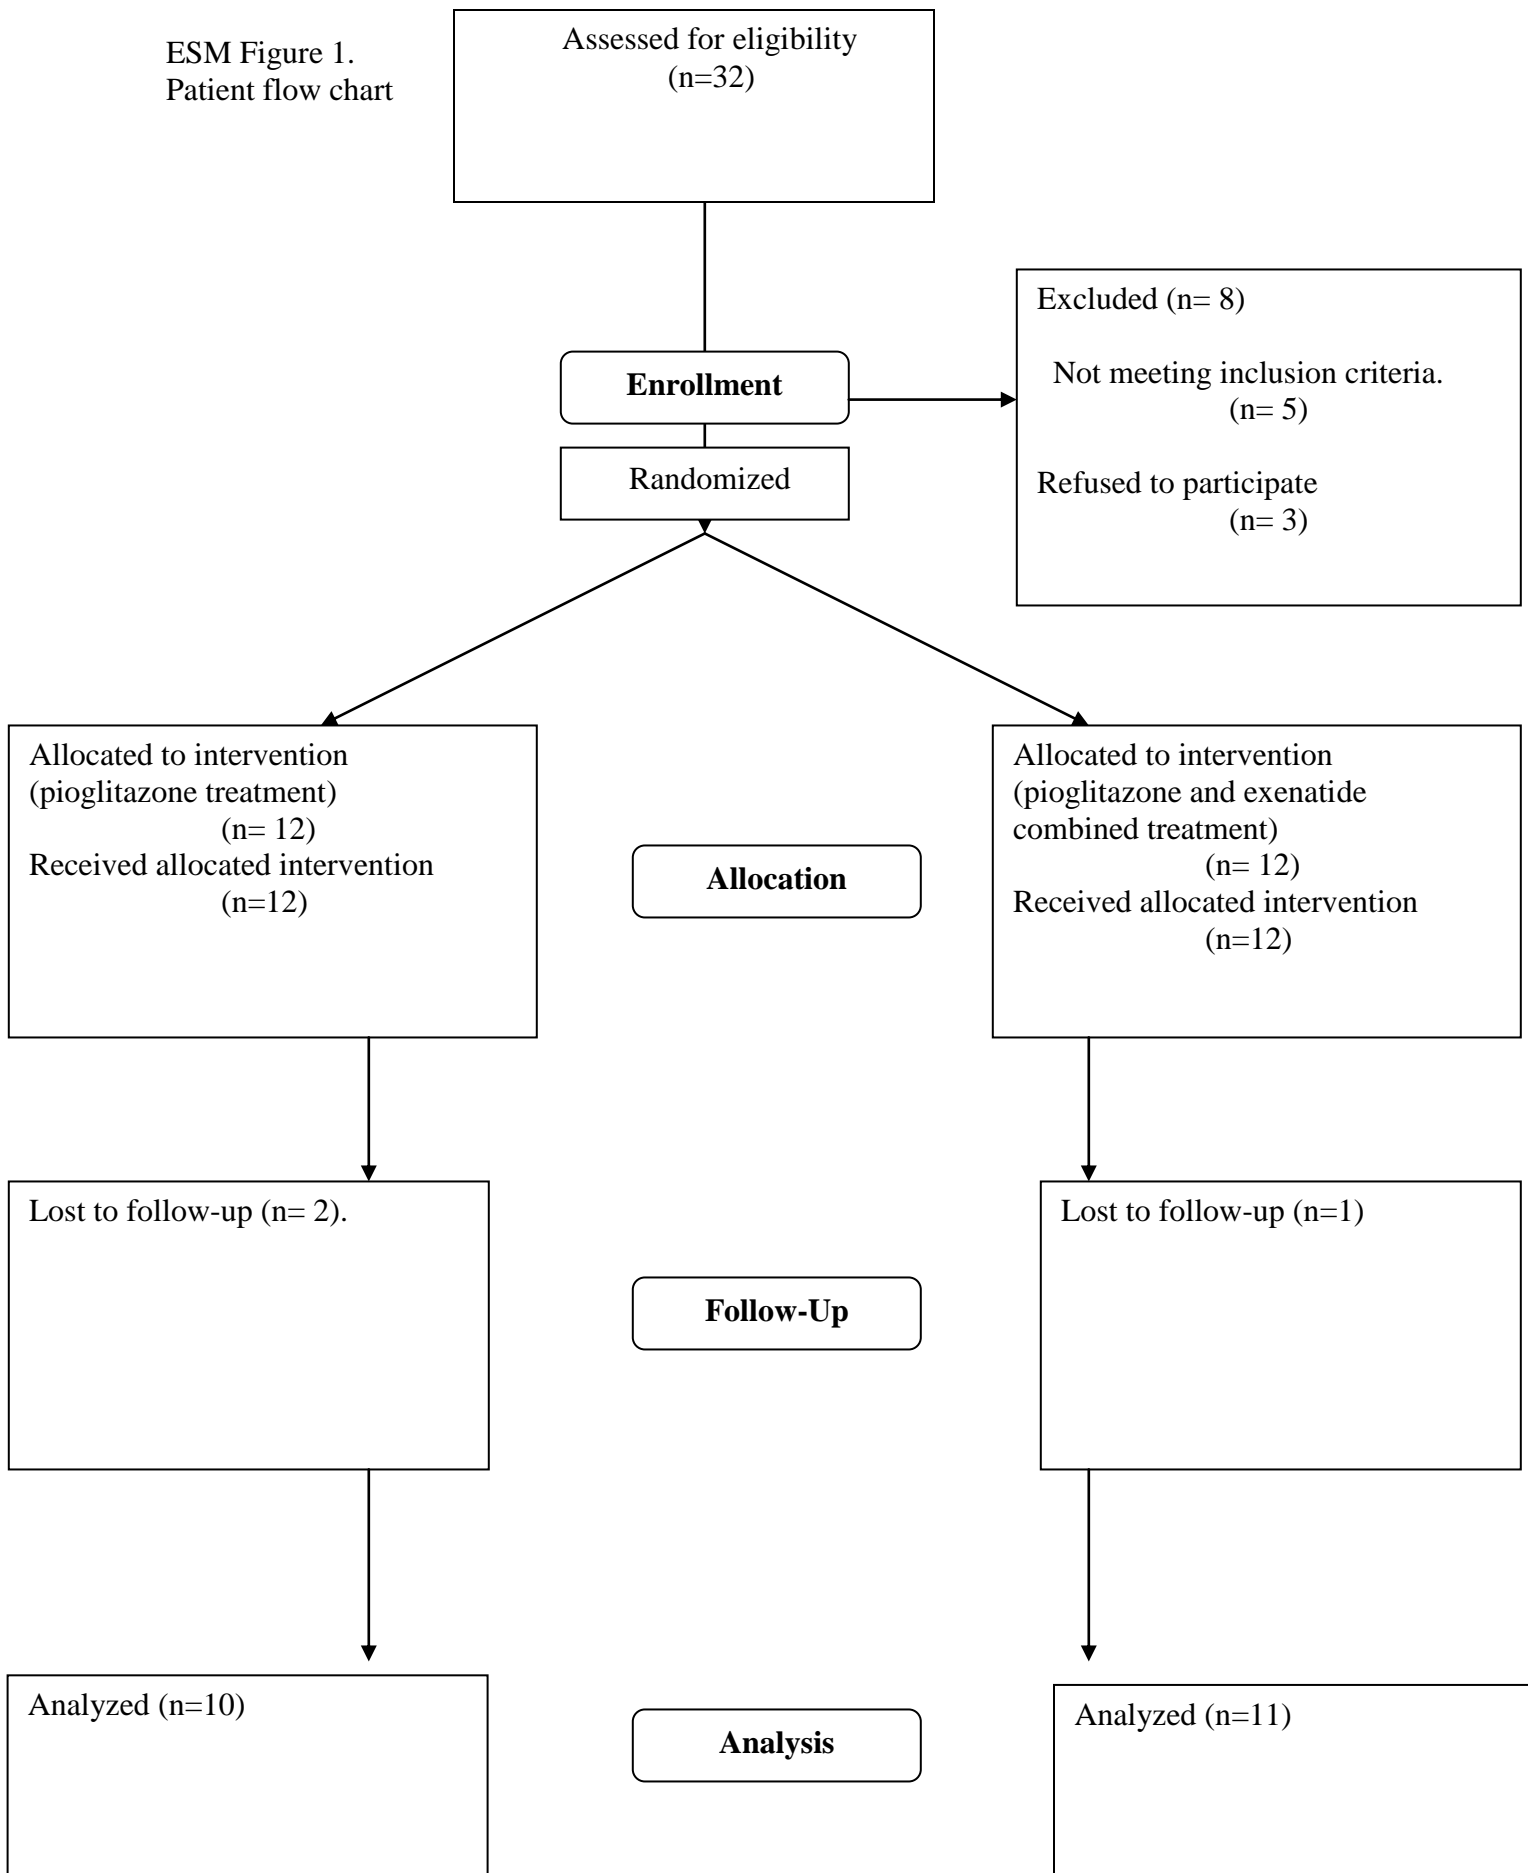 ESM Figure 1.
Patient flow chart
Assessed for eligibility
(n=32)
Excluded (n= 8)
Not meeting inclusion criteria.
(n= 5)
Refused to participate
(n= 3)
Enrollment
Randomized
Allocated to intervention
(pioglitazone treatment)
(n= 12)
Received allocated intervention
(n=12)
Allocation
Allocated to intervention
(pioglitazone and exenatide
combined treatment)
(n= 12)
Received allocated intervention
(n=12)
Lost to follow-up (n= 2).
Follow-Up
Lost to follow-up (n=1)
Analyzed (n=10)
Analysis
Analyzed (n=11)